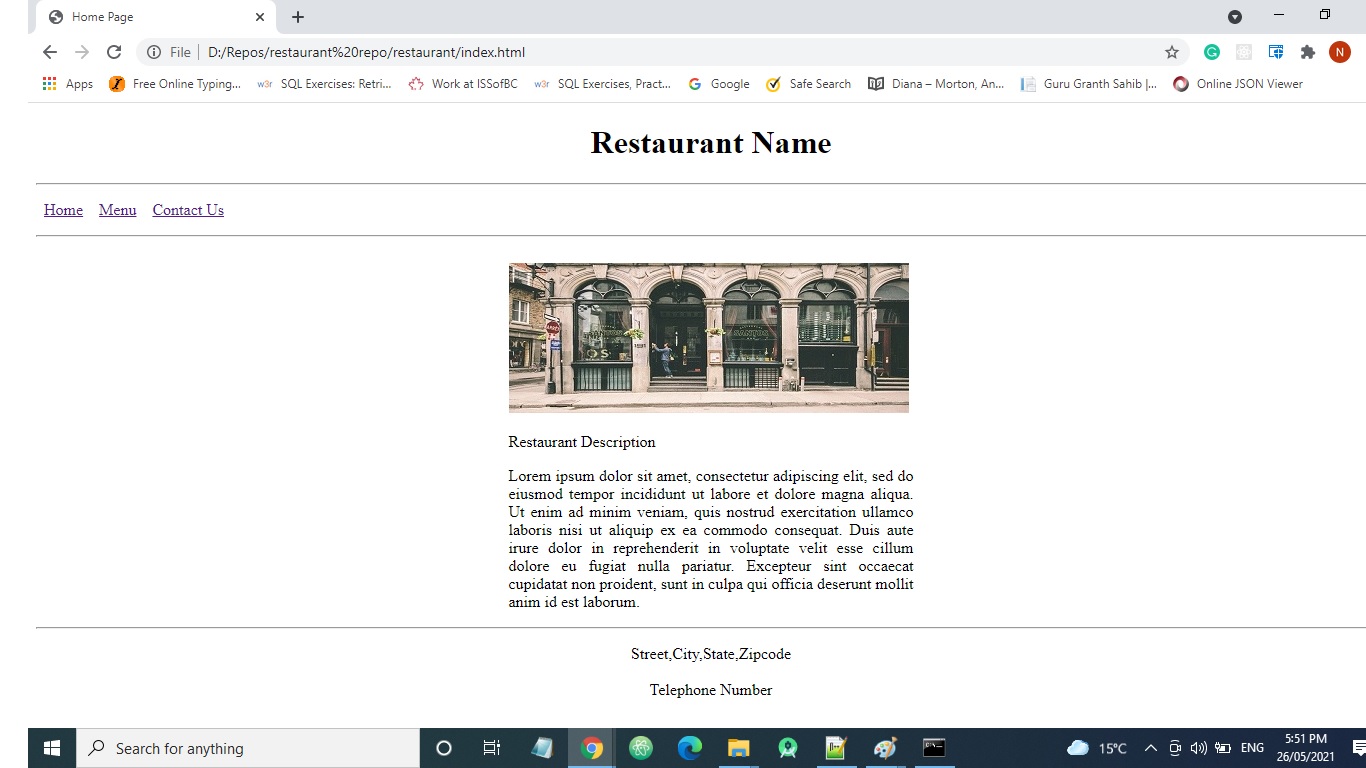 Home Page
File | D:/Repos/restaurant%20repo/restaurant/index.html
N
Apps Free Online Typing... w3r SQL Exercises: Retri... Work at ISSofBC w3r SQL Exercises, Pract... Google Safe Search Diana – Morton, An... Guru Granth Sahib |... Online JSON Viewer
Restaurant Name
Home Menu Contact Us
SANTOS
Restaurant Description
Lorem ipsum dolor sit amet, consectetur adipiscing elit, sed do
eiusmod tempor incididunt ut labore et dolore magna aliqua.
Ut enim ad minim veniam, quis nostrud exercitation ullamco
laboris nisi ut aliquip ex ea commodo consequat. Duis aute
irure dolor in reprehenderit in voluptate velit esse cillum
dolore eu fugiat nulla pariatur. Excepteur sint occaecat
cupidatat non proident, sunt in culpa qui officia deserunt mollit
anim id est laborum.
Street,City,State,Zipcode
Telephone Number
Search for anything
15°C ENG 5:51 PM
26/05/2021